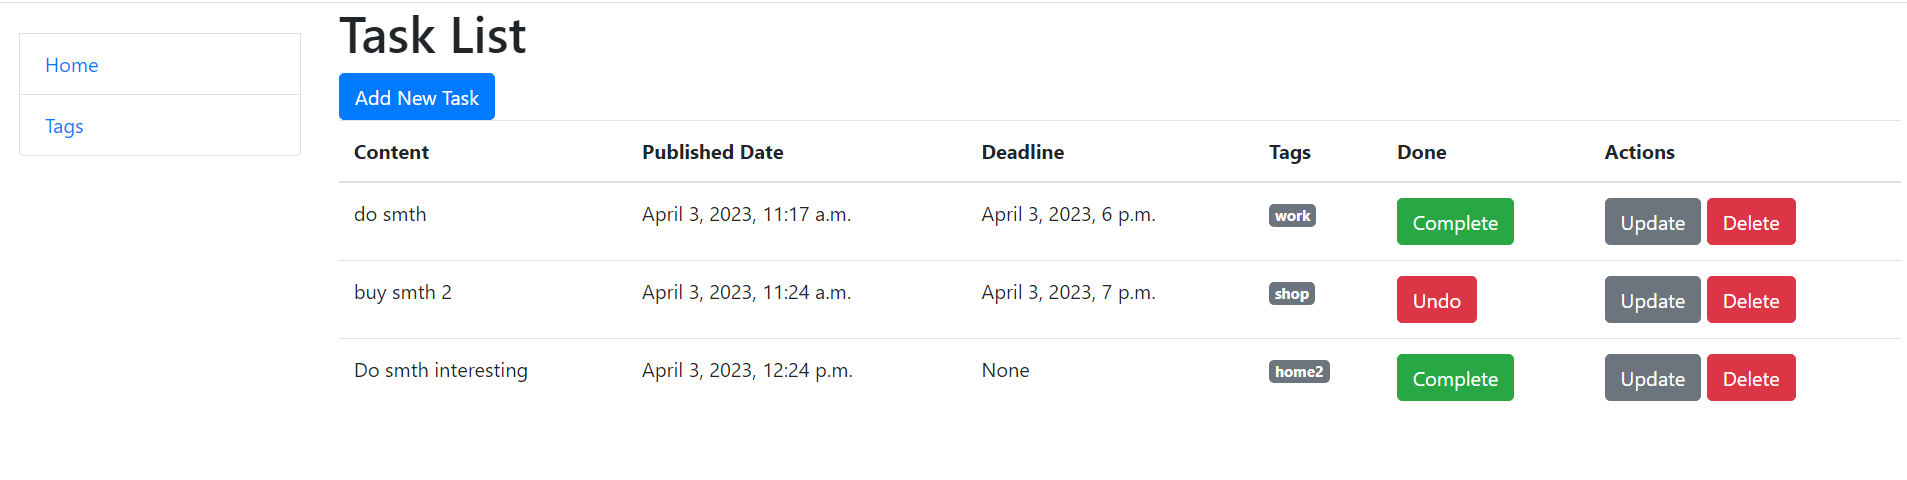 Home
Tags
Task List
Add New Task
Content Published Date Deadline Tags Done Actions
do smth April 3, 2023, 11:17 a.m. April 3, 2023, 6 p.m. work Complete Update Delete
buy smth 2 April 3, 2023, 11:24 a.m. April 3, 2023, 7 p.m. shop Undo Update Delete
Do smth interesting April 3, 2023, 12:24 p.m. None home2 Complete Update Delete